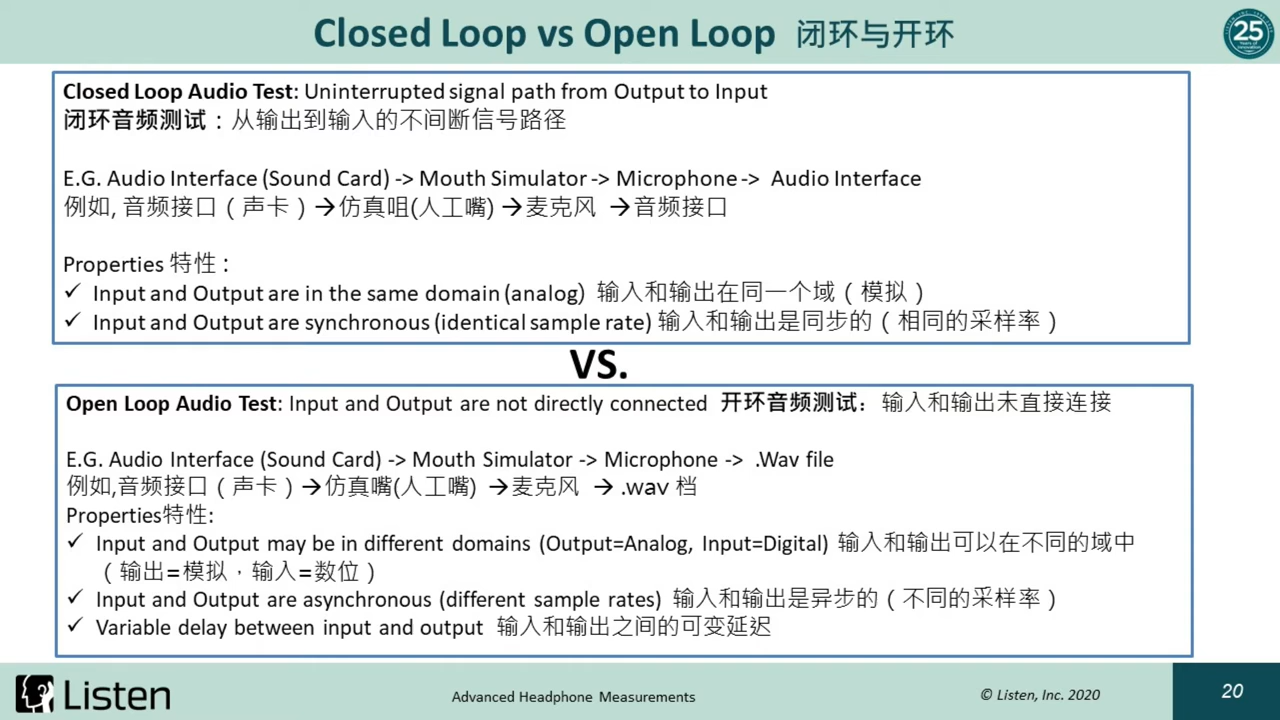 Closed Loop vs Open Loop 闭环与开环
25
Years of
Innovation
Closed Loop Audio Test: Uninterrupted signal path from Output to Input
闭环音频测试：从输出到输入的不间断信号路径
E.G. Audio Interface (Sound Card) -> Mouth Simulator -> Microphone -> Audio Interface
例如, 音频接口（声卡）→仿真咀(人工嘴) →麦克风 →音频接口
Properties 特性 :
✓ Input and Output are in the same domain (analog) 输入和输出在同一个域（模拟）
✓ Input and Output are synchronous (identical sample rate) 输入和输出是同步的（相同的采样率）
VS.
Open Loop Audio Test: Input and Output are not directly connected 开环音频测试：输入和输出未直接连接
E.G. Audio Interface (Sound Card) -> Mouth Simulator -> Microphone -> .Wav file
例如,音频接口（声卡）→仿真嘴(人工嘴) →麦克风 → .wav 档
Properties特性:
✓ Input and Output may be in different domains (Output=Analog, Input=Digital) 输入和输出可以在不同的域中
（输出=模拟，输入=数位）
✓ Input and Output are asynchronous (different sample rates) 输入和输出是异步的（不同的采样率）
✓ Variable delay between input and output 输入和输出之间的可变延迟
Listen
Advanced Headphone Measurements
© Listen, Inc. 2020
20